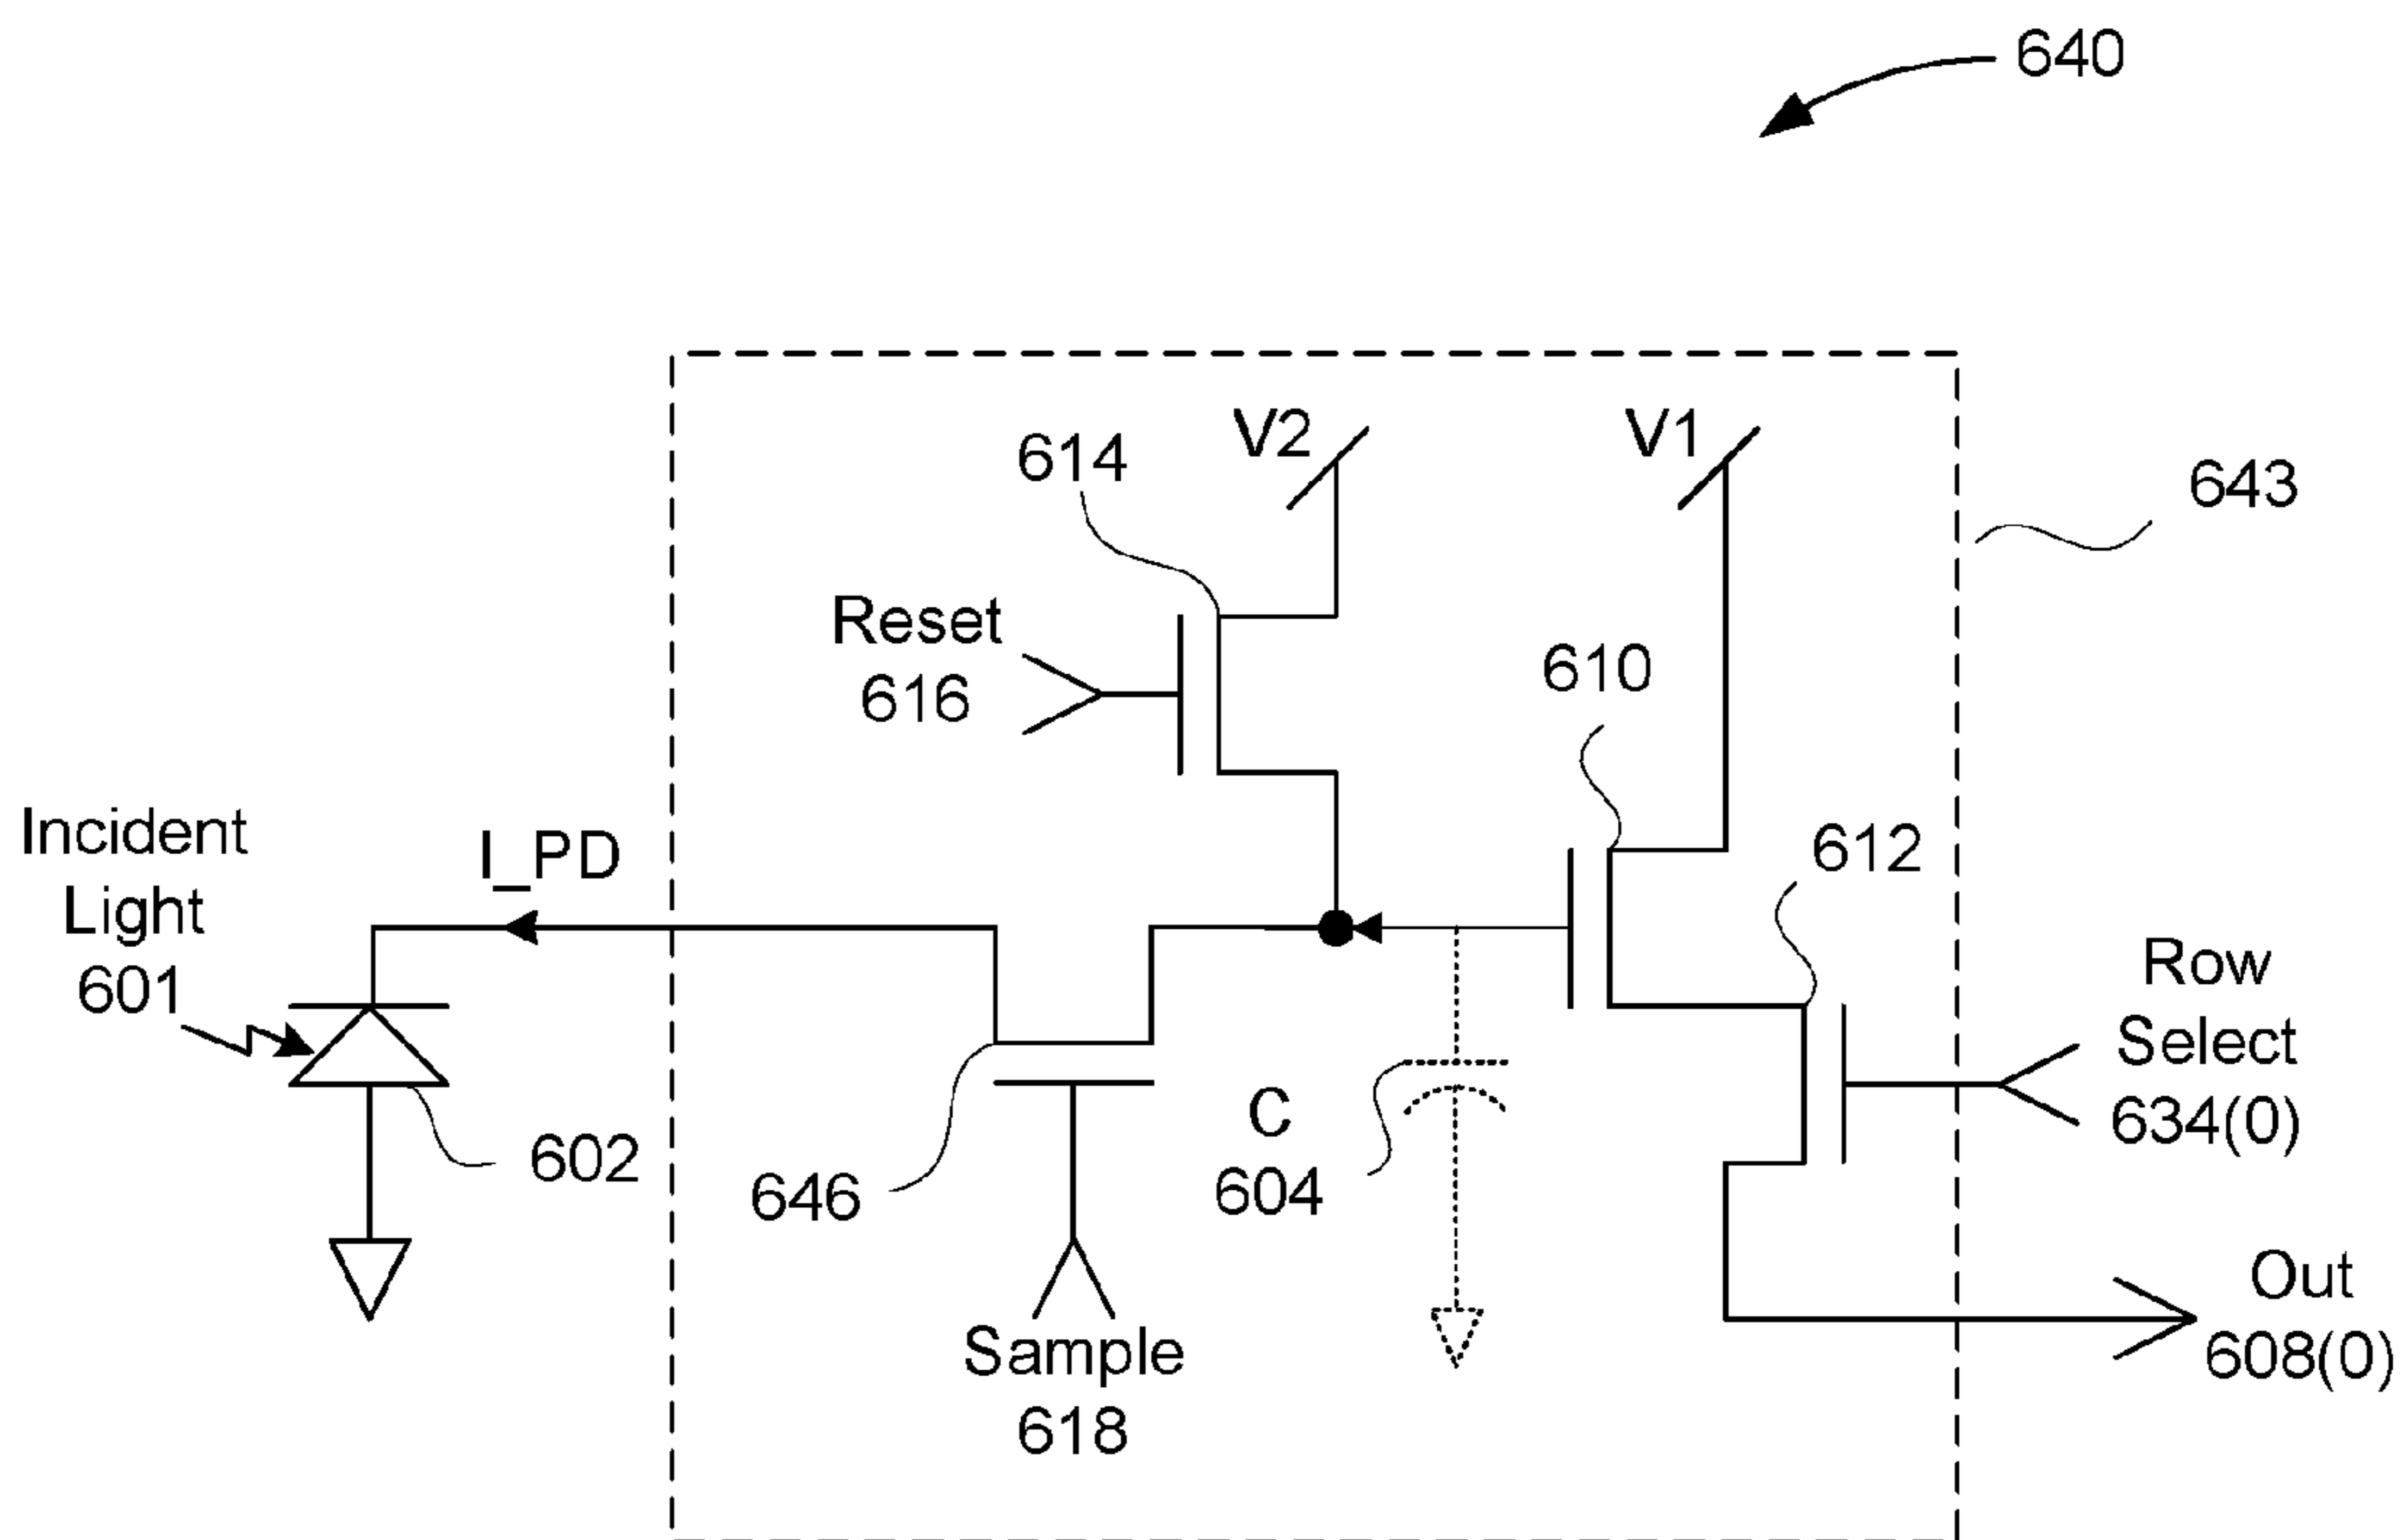 640
V2
V1
614
643
Reset
616
610
Incident
Light
601
I_PD
612
Row
Select
634(0)
602
646
C
604
Out
608(0)
Sample
618